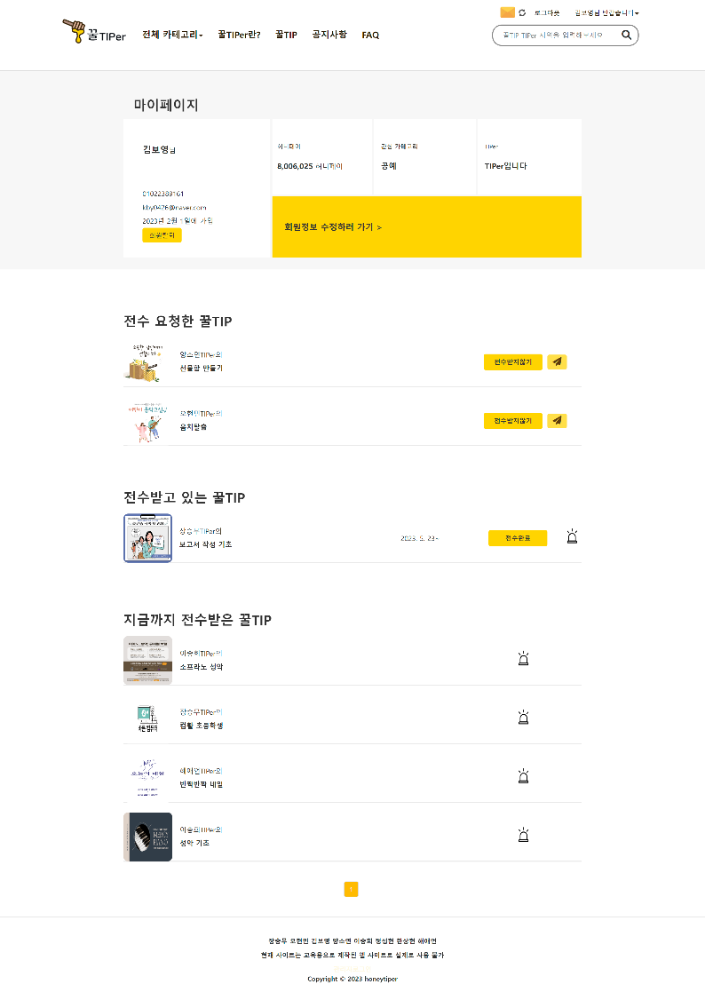 로그아웃 김보영님 반갑습니다
꿀TIPer 전체 카테고리 꿀TIPer란? 꿀TIP 공지사항 FAQ
꿀TIP TIPer 지역을 입력해보세요
마이페이지
김보영님
허니페이 관심 카테고리 TIPer
8,006,025 허니페이 공예 TIPer입니다
01022389161
kby0426@naver.com
2023년 2월 1일에 가입
회원탈퇴
회원정보 수정하러 가기 >
전수 요청한 꿀TIP
양소연TIPer의
선물함 만들기
전수받지않기
오현민TIPer의
음치탈출
전수받지않기
전수받고 있는 꿀TIP
장승우TIPer의
보고서 작성 기초
2023. 5. 23~
전수완료
지금까지 전수받은 꿀TIP
이승희TIPer의
소프라노 성악
장승우TIPer의
컴활 초등학생
해애언TIPer의
반짝반짝 네일
이승희TIPer의
성악 기초
1
장승우 오현민 김보영 양소연 이승희 정성현 한상현 해애언
현재 사이트는 교육용으로 제작된 웹 사이트로 실제로 사용 불가
Copyright © 2023 honeytiper